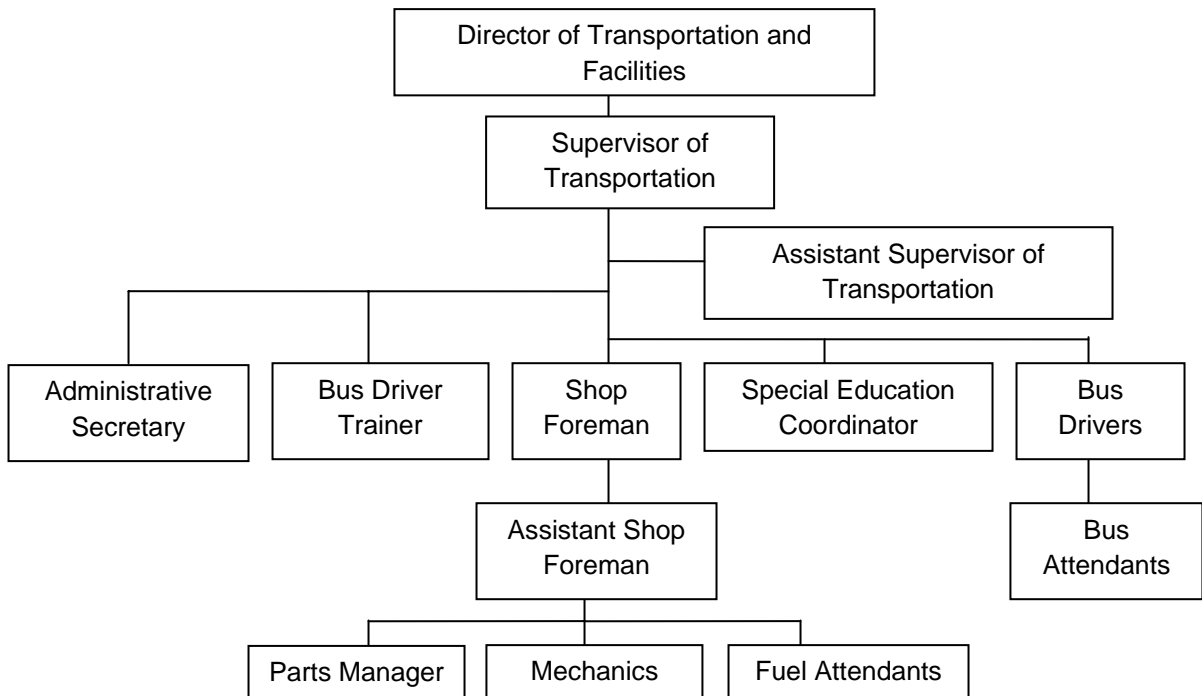 Director of Transportation and
Facilities
Supervisor of
Transportation
Assistant Supervisor of
Transportation
Administrative
Secretary
Bus Driver
Trainer
Shop
Foreman
Special Education
Coordinator
Bus
Drivers
Assistant Shop
Foreman
Bus
Attendants
Parts Manager
Mechanics
Fuel Attendants